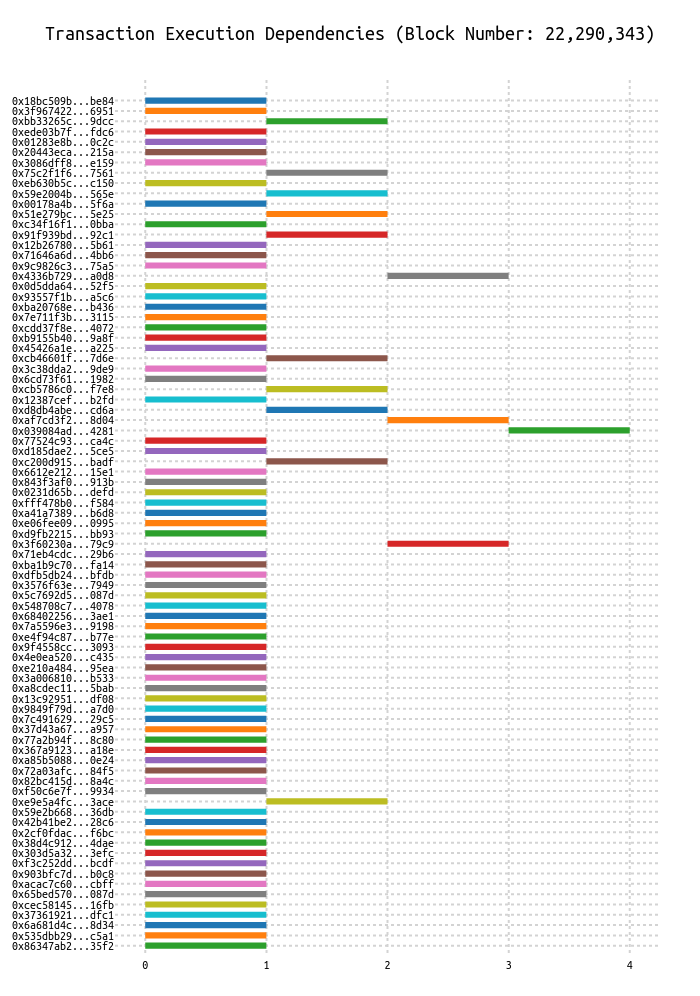 Transaction Execution Dependencies (Block Number: 22,290,343)
0x18bc509b...be84
0x3f967422...6951
0xbb33265c...9dcc
0xede03b7f...fdc6
0x01283e8b...0c2c
0x20443eca...215a
0x3086dff8...e159
0x75c2f1f6...7561
0xeb630b5c...c150
0x59e2004b...565e
0x00178a4b...5f6a
0x51e279bc...5e25
0xc34f16f1...0bba
0x91f939bd...92c1
0x12b26780...5b61
0x71646a6d...4bb6
0x9c9826c3...75a5
0x4336b729...a0d8
0x0d5dda64...52f5
0x93557f1b...a5c6
0xba20768e...b436
0x7e711f3b...3115
0xcdd37f8e...4072
0xb9155b40...9a8f
0x45426a1e...a225
0xcb46601f...7d6e
0x3c38dda2...9de9
0x6cd73f61...1982
0xcb5786c0...f7e8
0x12387cef...b2fd
0xd8db4abe...cd6a
0xaf7cd3f2...8d04
0x039084ad...4281
0x77524c93...ca4c
0xd185dae2...5ce5
0xc200d915...badf
0x6612e212...15e1
0x843f3af0...913b
0x0231d65b...defd
0xfff478b0...f584
0xa41a7389...b6d8
0xe06fee09...0995
0xd9fb2215...bb93
0x3f60230a...79c9
0x71eb4cdc...29b6
0xba1b9c70...fa14
0xdfb5db24...bfdb
0x3576f63e...7949
0x5c7692d5...087d
0x548708c7...4078
0x68402256...3ae1
0x7a5596e3...9198
0xe4f94c87...b77e
0x9f4558cc...3093
0x4e0ea520...c435
0xe210a484...95ea
0x3a006810...b533
0xa8cdec11...5bab
0x13c92951...df08
0x9849f79d...a7d0
0x7c491629...29c5
0x37d43a67...a957
0x77a2b94f...8c80
0x367a9123...a18e
0xa85b5088...0e24
0x72a03afc...84f5
0x82bc415d...8a4c
0xf50c6e7f...9934
0xe9e5a4fc...3ace
0x59e2b668...36db
0x42b41be2...28c6
0x2cf0fdac...f6bc
0x38d4c912...4dae
0x303d5a32...3efc
0xf3c252dd...bcdf
0x903bfc7d...b0c8
0xacac7c60...cbff
0x65bed570...087d
0xcec58145...16fb
0x37361921...dfc1
0x6a681d4c...8d34
0x535dbb29...c5a1
0x86347ab2...35f2
0 1 2 3 4